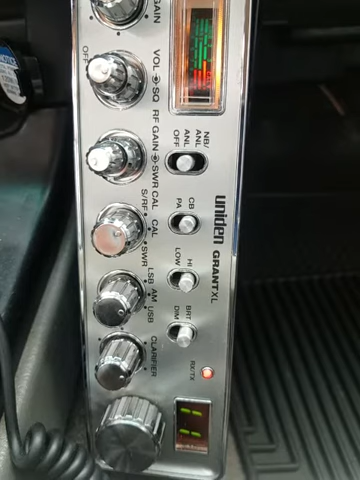 GAIN
OFF
VOL SQ
RF GAIN SWR CAL
S/RF CAL SWR
LSB AM USB
CLARIFIER
NB/
ANL ANL OFF
CB
PA
HI
LOW
BRT
DIM
uniden GRANT XL
RX/TX
11